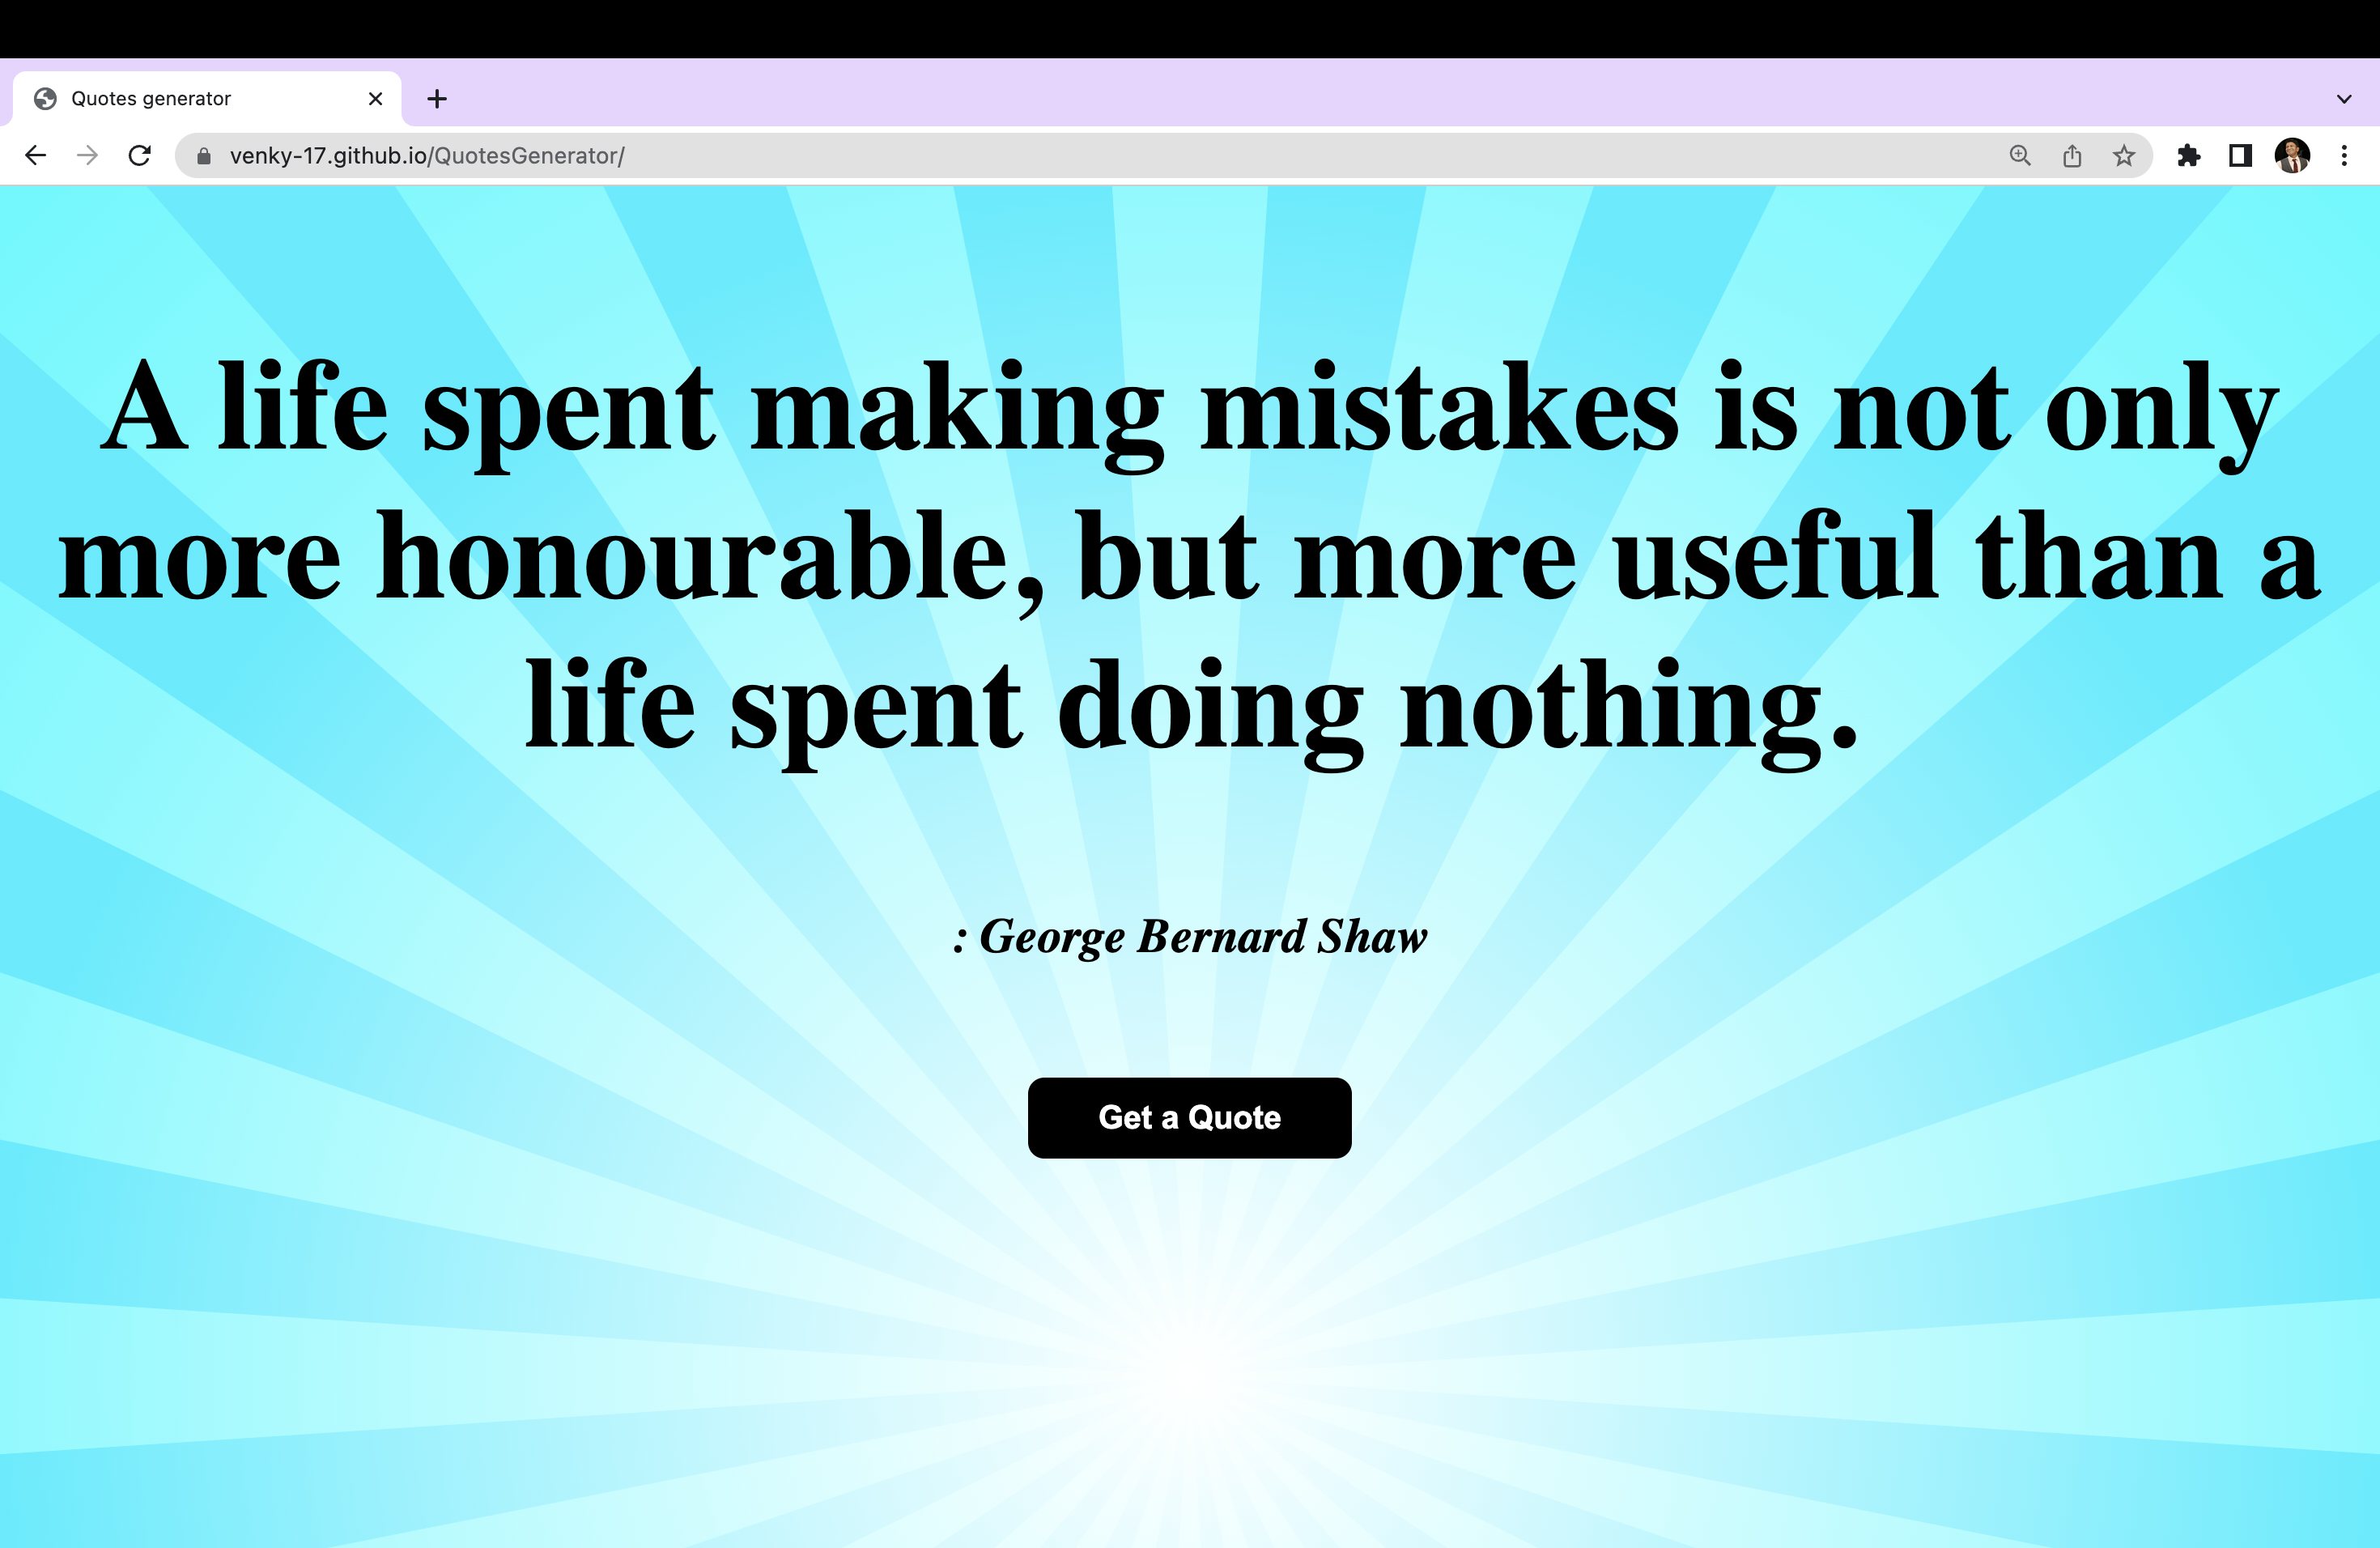 Quotes generator
venky-17.github.io/QuotesGenerator/
A life spent making mistakes is not only
more honourable, but more useful than a
life spent doing nothing.
: George Bernard Shaw
Get a Quote